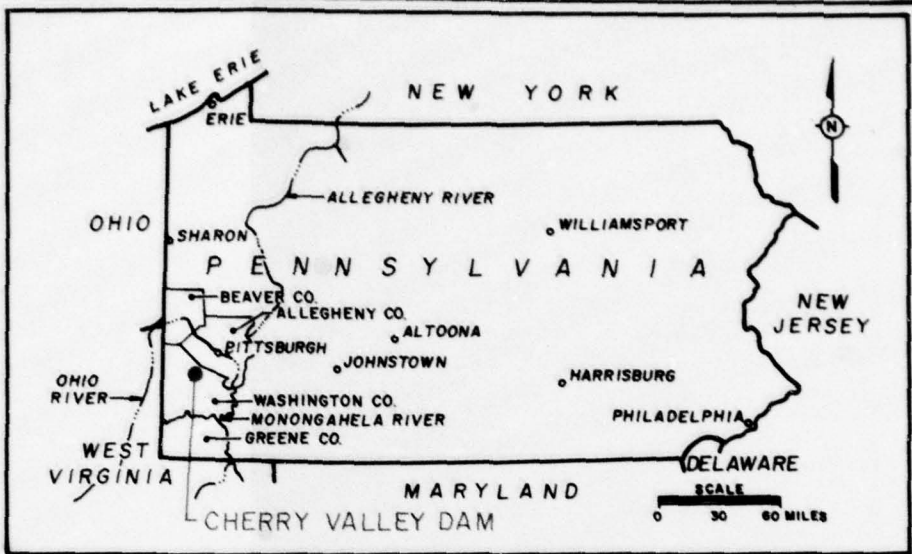 LAKE ERIE
NEW YORK
ERIE
N
ALLEGHENY RIVER
OHIO
SHARON
WILLIAMSPORT
PENNSYLVANIA
BEAVER CO.
ALLEGHENY CO.
NEW
JERSEY
ALTOONA
PITTSBURGH
JOHNSTOWN
OHIO
RIVER
HARRISBURG
WASHINGTON CO.
MONONGAHELA RIVER
PHILADELPHIA
GREENE CO.
WEST
VIRGINIA
DELAWARE
MARYLAND
SCALE
0 30 60 MILES
CHERRY VALLEY DAM